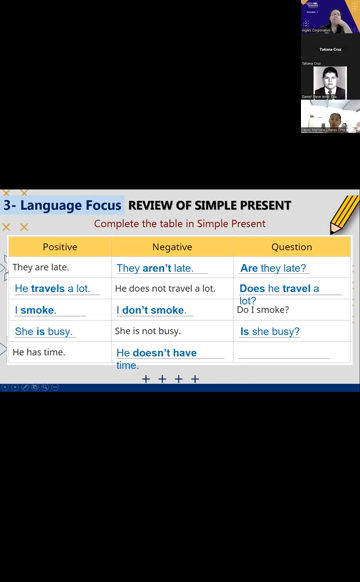 Tatiana Cruz
Tatiana Cruz
3- Language Focus REVIEW OF SIMPLE PRESENT
Complete the table in Simple Present
Positive Negative Question
They are late. They aren't late. Are they late?
He travels a lot. He does not travel a lot. Does he travel a
lot?
I smoke. I don't smoke. Do I smoke?
She is busy. She is not busy. Is she busy?
He has time. He doesn't have
time.